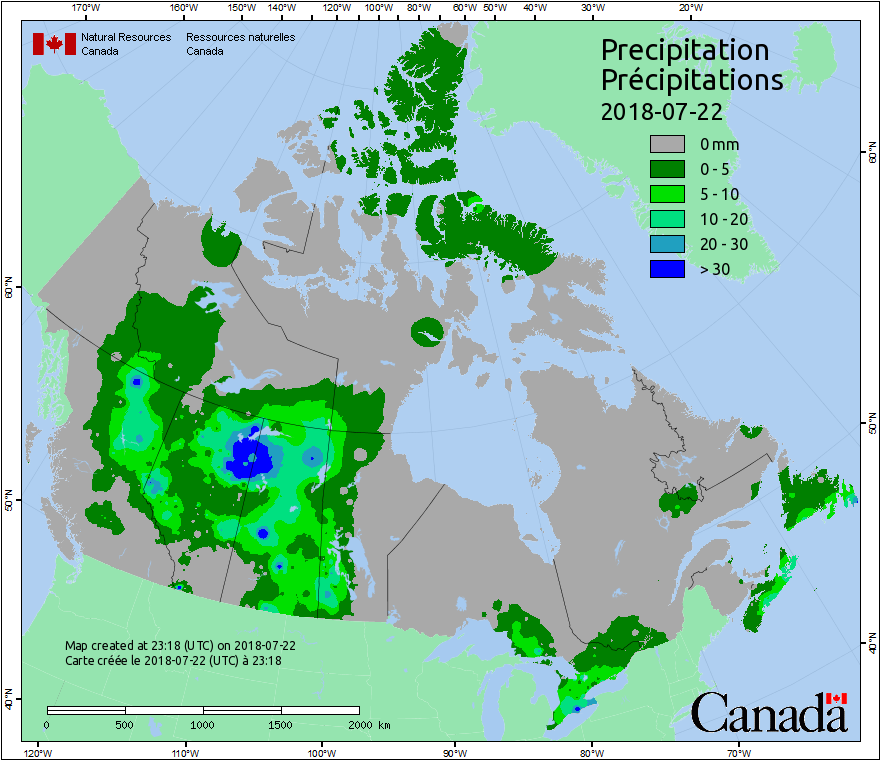 170°W 160°W 150°W 140°W 130°W 120°W 110°W 100°W 90°W 80°W 70°W 60°W 50°W 40°W 30°W 20°W
Natural Resources Canada
Ressources naturelles Canada
Precipitation
Précipitations
2018-07-22
0 mm
0 - 5
5 - 10
10 - 20
20 - 30
> 30
60°N
60°N
50°N
50°N
40°N
40°N
Map created at 23:18 (UTC) on 2018-07-22
Carte créée le 2018-07-22 (UTC) à 23:18
0 500 1000 1500 2000 km
Canada
120°W 110°W 100°W 90°W 80°W 70°W